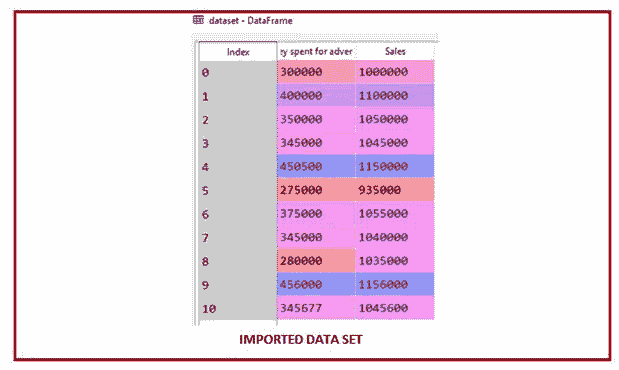 dataset - DataFrame
Index ey spent for adver Sales
0 300000 1000000
1 400000 1100000
2 350000 1050000
3 345000 1045000
4 450500 1150000
5 275000 935000
6 375000 1055000
7 345000 1040000
8 280000 1035000
9 456000 1156000
10 345677 1045600
IMPORTED DATA SET